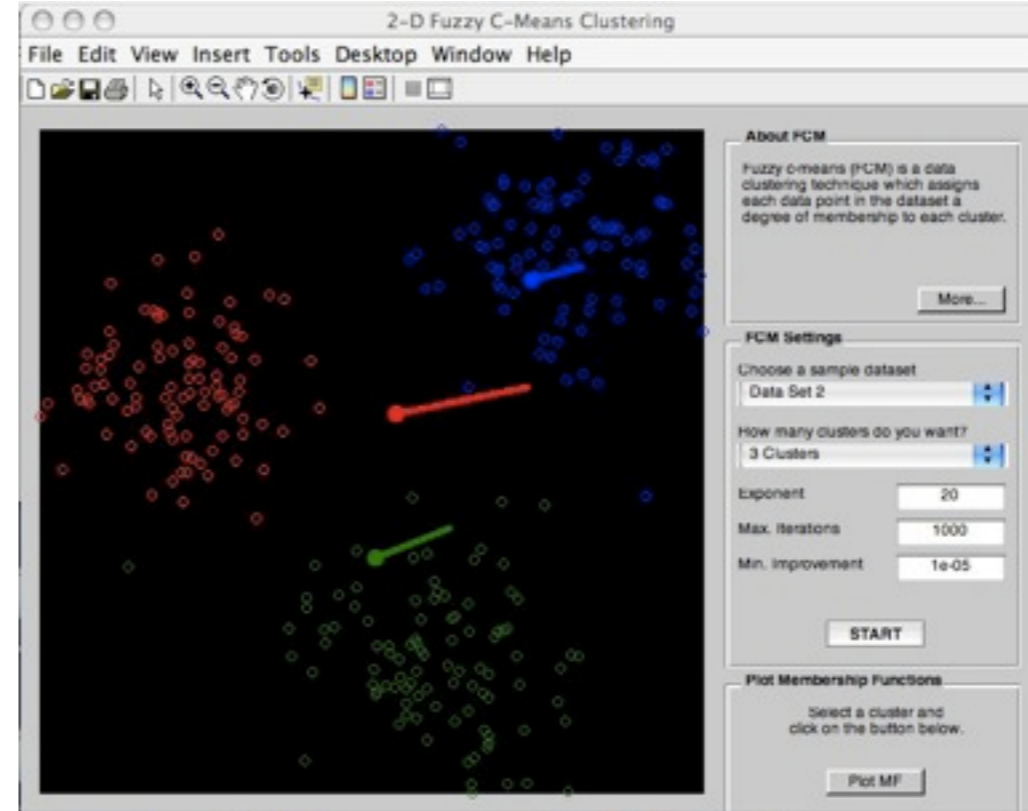 2-D Fuzzy C-Means Clustering
File Edit View Insert Tools Desktop Window Help
About FCM
Fuzzy c-means (FCM) is a data
clustering technique which assigns
each data point in the dataset a
degree of membership to each cluster.
More...
FCM Settings
Choose a sample dataset
Data Set 2
How many clusters do you want?
3 Clusters
Exponent 20
Max. Iterations 1000
Min. Improvement 1e-05
START
Plot Membership Functions
Select a cluster and
click on the button below.
Plot MF